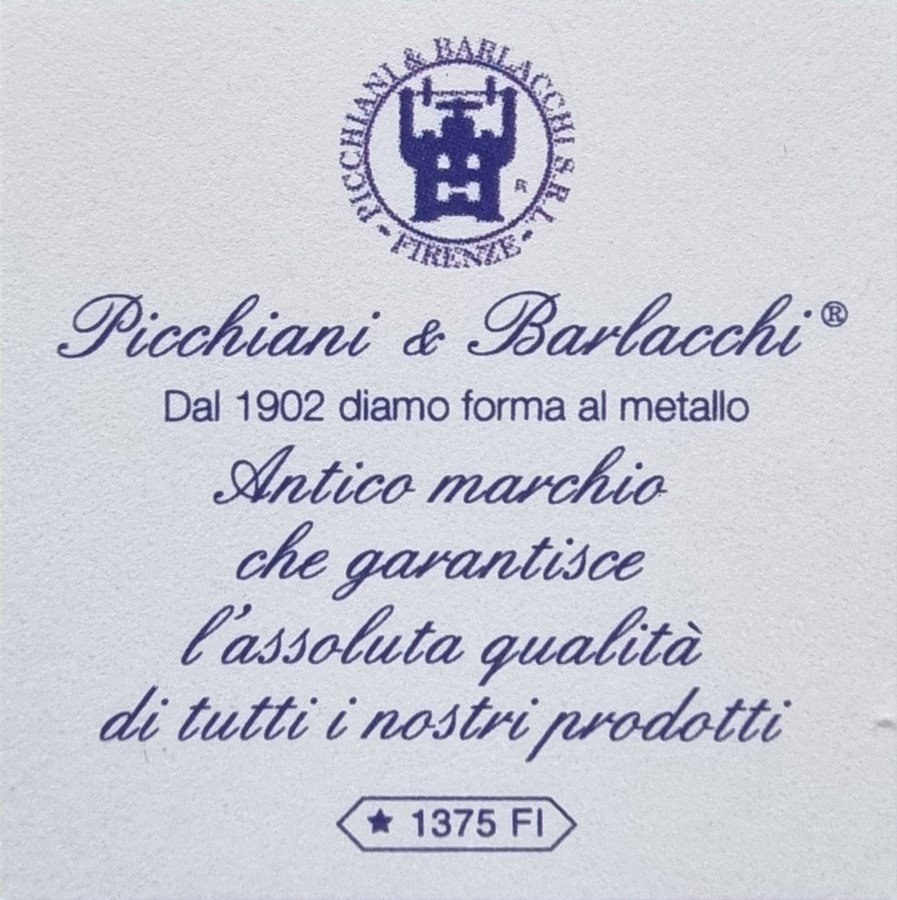 PICCHIANI & BARLACCHI S.R.L.
- FIRENZE -
R
Picchiani & Barlacchi®
Dal 1902 diamo forma al metallo
Antico marchio
che garantisce
l'assoluta qualità
di tutti i nostri prodotti
★ 1375 FI